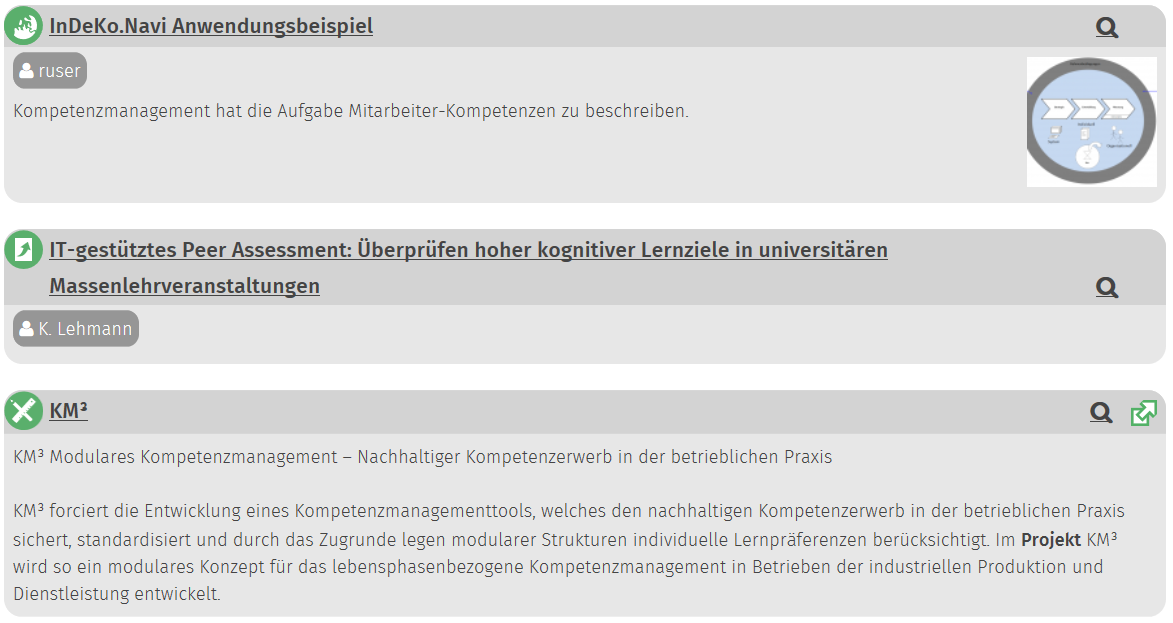 InDeKo.Navi Anwendungsbeispiel
ruser
Kompetenzmanagement hat die Aufgabe Mitarbeiter-Kompetenzen zu beschreiben.
IT-gestütztes Peer Assessment: Überprüfen hoher kognitiver Lernziele in universitären
Massenlehrveranstaltungen
K. Lehmann
KM³
KM³ Modulares Kompetenzmanagement – Nachhaltiger Kompetenzerwerb in der betrieblichen Praxis
KM³ forciert die Entwicklung eines Kompetenzmanagementtools, welches den nachhaltigen Kompetenzerwerb in der betrieblichen Praxis
sichert, standardisiert und durch das Zugrunde legen modularer Strukturen individuelle Lernpräferenzen berücksichtigt. Im Projekt KM³
wird so ein modulares Konzept für das lebensphasenbezogene Kompetenzmanagement in Betrieben der industriellen Produktion und
Dienstleistung entwickelt.